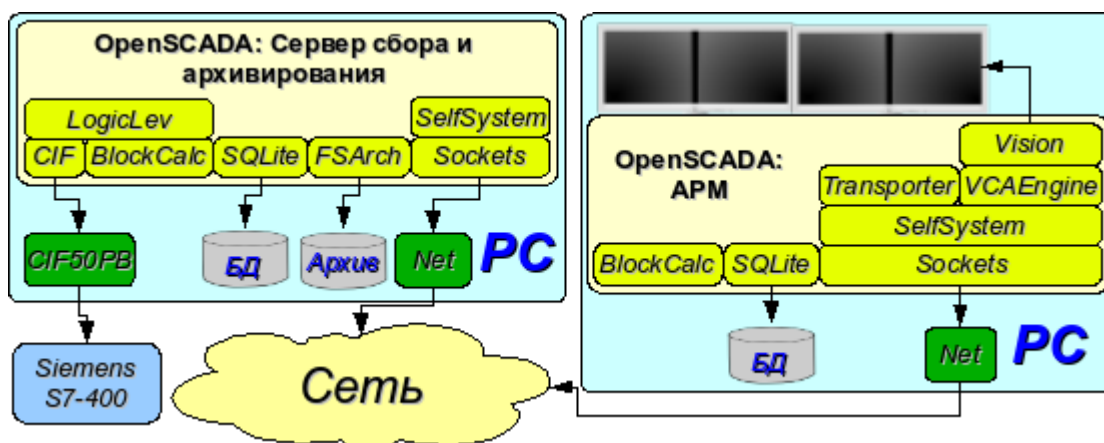 OpenSCADA: Сервер сбора и
архивирования
LogicLev
SelfSystem
CIF
BlockCalc
SQLite
FSArch
Sockets
CIF50PB
БД
Архив
Net
PC
Siemens
S7-400
Сеть
OpenSCADA:
АРМ
Vision
Transporter
VCAEngine
SelfSystem
BlockCalc
SQLite
Sockets
БД
Net
PC